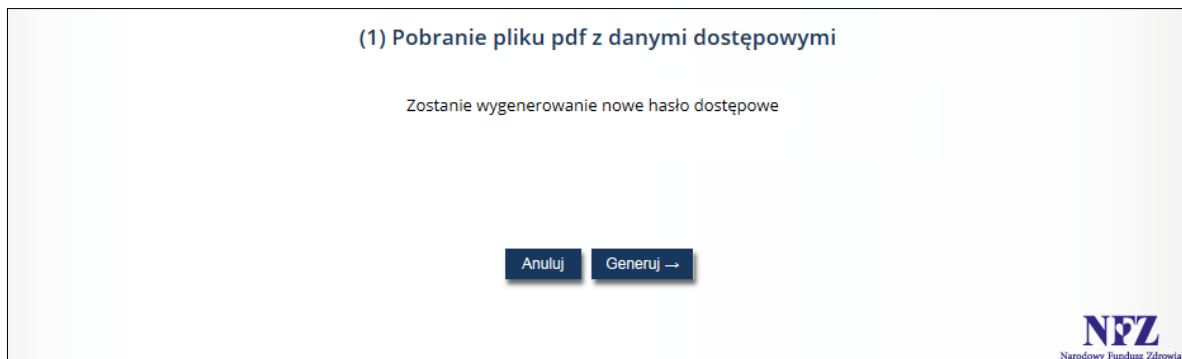 (1) Pobranie pliku pdf z danymi dostępowymi
Zostanie wygenerowanie nowe hasło dostępowe
Anuluj
Generuj →
NFZ
Narodowy Fundusz Zdrowia